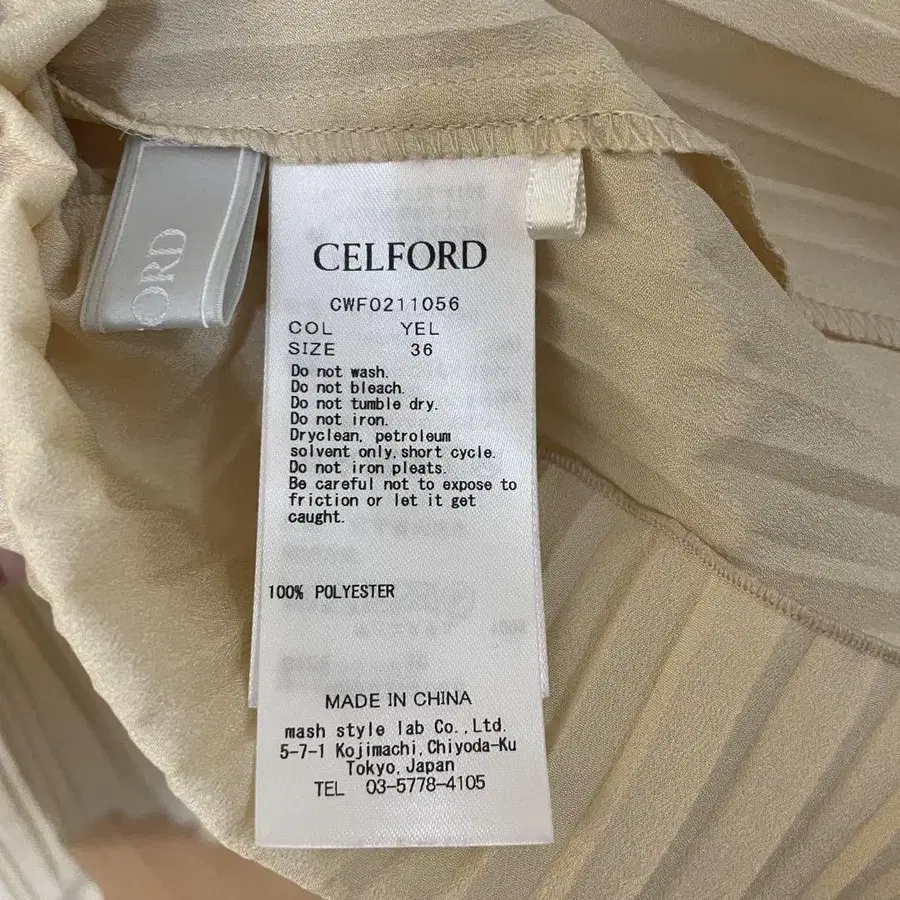 ORD
CELFORD
CWF0211056
COL YEL
SIZE 36
Do not wash.
Do not bleach.
Do not tumble dry.
Do not iron.
Dryclean, petroleum
solvent only, short cycle.
Do not iron pleats.
Be careful not to expose to
friction or let it get
caught.
100% POLYESTER
MADE IN CHINA
mash style lab Co.,Ltd.
5-7-1 Kojimachi,Chiyoda-Ku
Tokyo,Japan
TEL 03-5778-4105